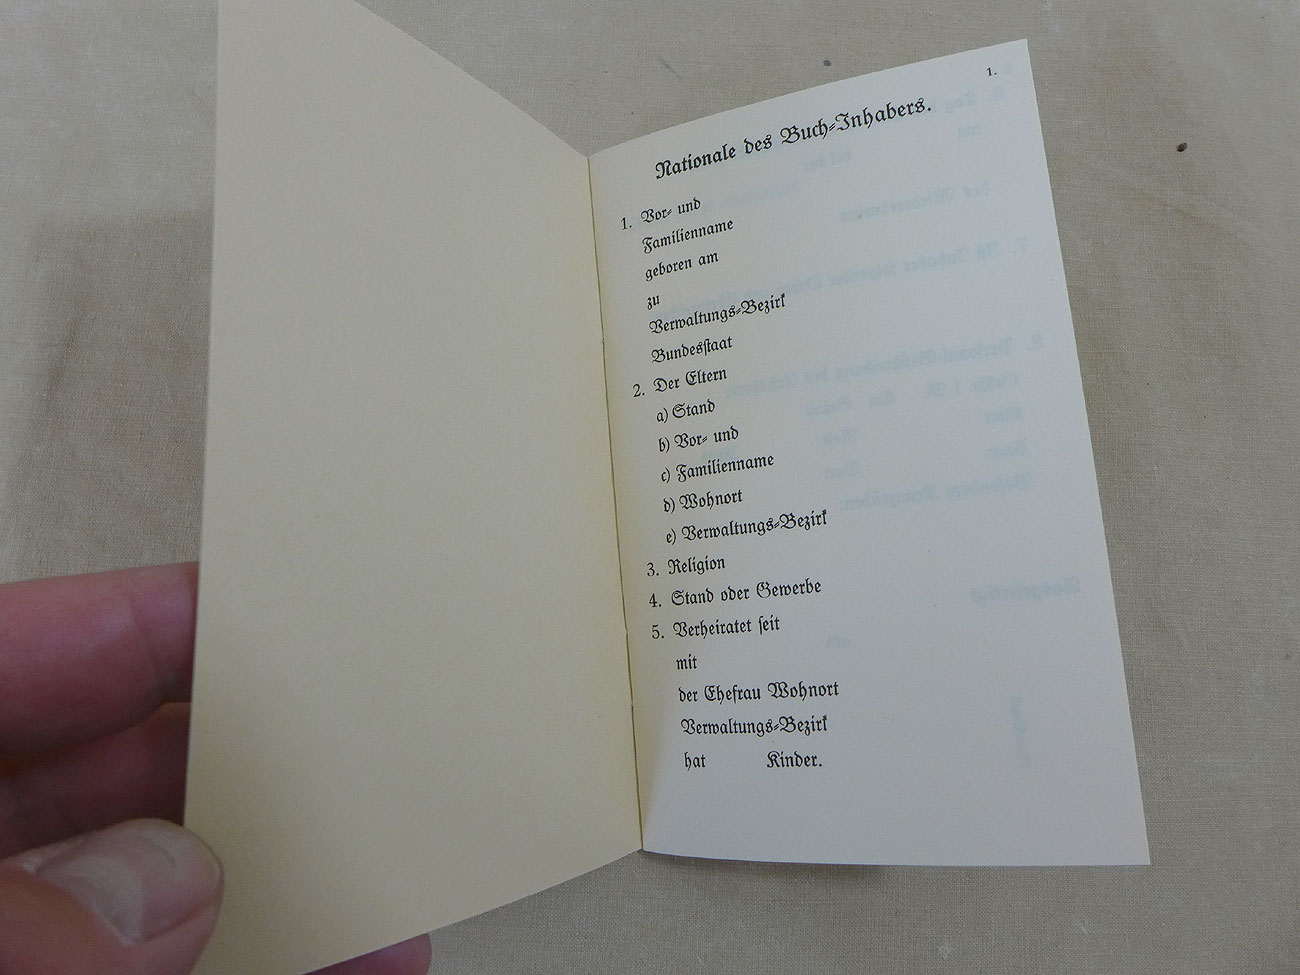 1.
Nationale des Buch=Inhabers.
1. Vor= und
Familienname
geboren am
zu
Verwaltungs=Bezirk
Bundesſtaat
2. Der Eltern
a) Stand
b) Vor= und
c) Familienname
d) Wohnort
e) Verwaltungs=Bezirk
3. Religion
4. Stand oder Gewerbe
5. Verheiratet ſeit
mit
der Ehefrau Wohnort
Verwaltungs=Bezirk
hat Kinder.